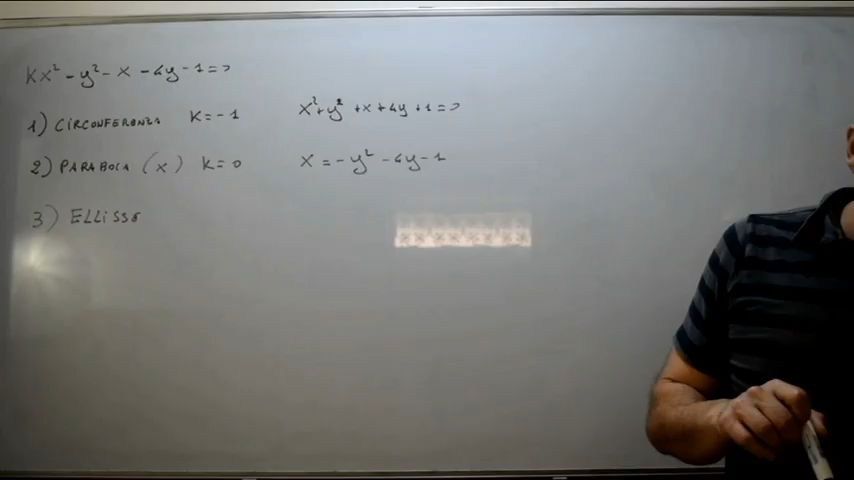 Kx² - y² - x - 4y - 1 = 0
1) CIRCONFERENZA K = -1 x² + y² + x + 4y + 1 = 0
2) PARABOLA (x) K = 0 x = -y² - 4y - 1
3) ELLISSE